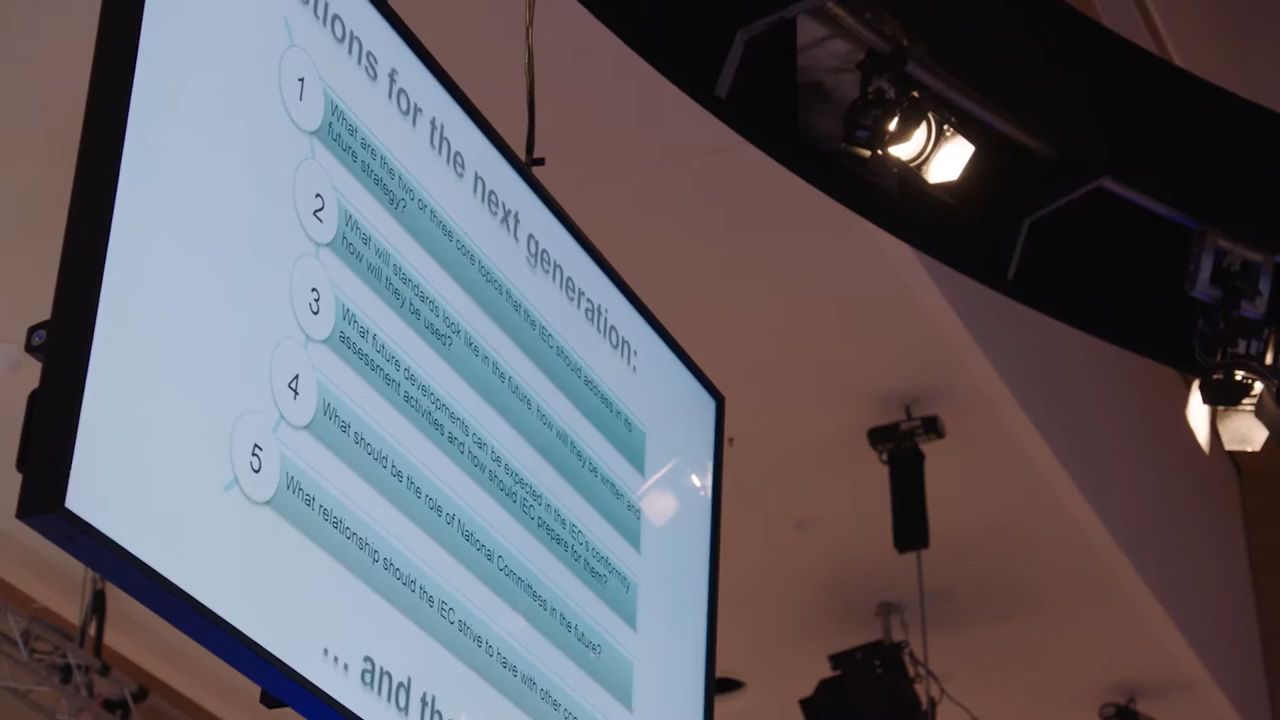 for the next generation:
1
What are the two or three core topics that the IEC should address in its
future strategy?
2
What will standards look like in the future, how will they be written and
how will they be used?
3
What future developments can be expected in the IEC's conformity
assessment activities and how should IEC prepare for them?
4
What should be the role of National Committees in the future?
5
What relationship should the IEC strive to have with other
... and